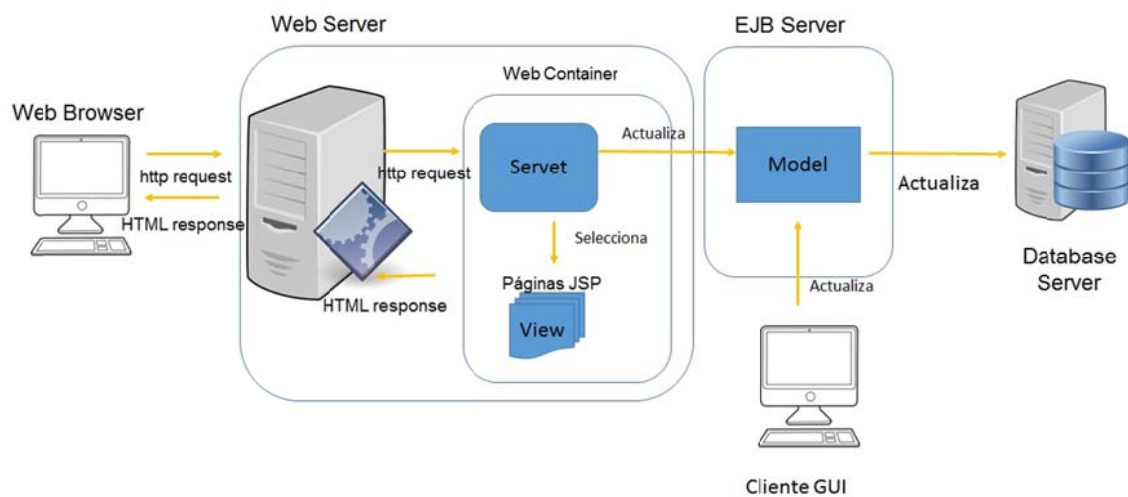 Web Server
EJB Server
Web Container
Web Browser
Actualiza
http request
http request
Servet
Model
Actualiza
HTML response
Selecciona
Páginas JSP
HTML response
View
Actualiza
Database
Server
Cliente GUI